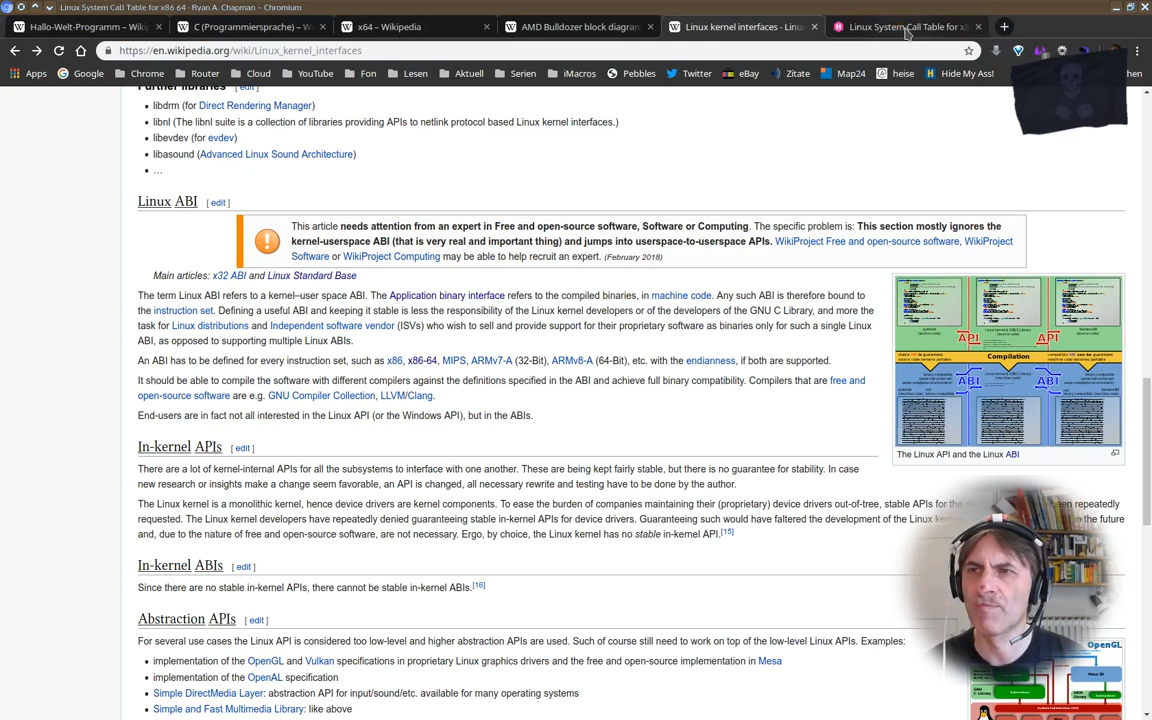 Linux System Call Table for x86 64 - Ryan A. Chapman - Chromium
Hallo-Welt-Programm – Wiki
C (Programmiersprache) – W
x64 – Wikipedia
AMD Bulldozer block diagram
Linux kernel interfaces - Linu
Linux System Call Table for x8
https://en.wikipedia.org/wiki/Linux_kernel_interfaces
Apps Google Chrome Router Cloud YouTube Fon Lesen Aktuell Serien iMacros Pebbles Twitter eBay Zitate Map24 heise Hide My Ass!
Further libraries [ edit ]
• libdrm (for Direct Rendering Manager)
• libnl (The libnl suite is a collection of libraries providing APIs to netlink protocol based Linux kernel interfaces.)
• libevdev (for evdev)
• libasound (Advanced Linux Sound Architecture)
• …
Linux ABI [ edit ]
This article needs attention from an expert in Free and open-source software, Software or Computing. The specific problem is: This section mostly ignores the
kernel-userspace ABI (that is very real and important thing) and jumps into userspace-to-userspace APIs. WikiProject Free and open-source software, WikiProject
Software or WikiProject Computing may be able to help recruit an expert. (February 2018)
Main articles: x32 ABI and Linux Standard Base
The term Linux ABI refers to a kernel–user space ABI. The Application binary interface refers to the compiled binaries, in machine code. Any such ABI is therefore bound to
the instruction set. Defining a useful ABI and keeping it stable is less the responsibility of the Linux kernel developers or of the developers of the GNU C Library, and more the
task for Linux distributions and Independent software vendor (ISVs) who wish to sell and provide support for their proprietary software as binaries only for such a single Linux
ABI, as opposed to supporting multiple Linux ABIs.
An ABI has to be defined for every instruction set, such as x86, x86-64, MIPS, ARMv7-A (32-Bit), ARMv8-A (64-Bit), etc. with the endianness, if both are supported.
It should be able to compile the software with different compilers against the definitions specified in the ABI and achieve full binary compatibility. Compilers that are free and
open-source software are e.g. GNU Compiler Collection, LLVM/Clang.
End-users are in fact not all interested in the Linux API (or the Windows API), but in the ABIs.
API API
Compilation
ABI ABI
The Linux API and the Linux ABI
In-kernel APIs [ edit ]
There are a lot of kernel-internal APIs for all the subsystems to interface with one another. These are being kept fairly stable, but there is no guarantee for stability. In case
new research or insights make a change seem favorable, an API is changed, all necessary rewrite and testing have to be done by the author.
The Linux kernel is a monolithic kernel, hence device drivers are kernel components. To ease the burden of companies maintaining their (proprietary) device drivers out-of-tree, stable APIs for the repeatedly
requested. The Linux kernel developers have repeatedly denied guaranteeing stable in-kernel APIs for device drivers. Guaranteeing such would have faltered the development of the Linux in the future
and, due to the nature of free and open-source software, are not necessary. Ergo, by choice, the Linux kernel has no stable in-kernel API.[15]
In-kernel ABIs [ edit ]
Since there are no stable in-kernel APIs, there cannot be stable in-kernel ABIs.[16]
Abstraction APIs [ edit ]
For several use cases the Linux API is considered too low-level and higher abstraction APIs are used. Such of course still need to work on top of the low-level Linux APIs. Examples:
• implementation of the OpenGL and Vulkan specifications in proprietary Linux graphics drivers and the free and open-source implementation in Mesa
• implementation of the OpenAL specification
• Simple DirectMedia Layer: abstraction API for input/sound/etc. available for many operating systems
• Simple and Fast Multimedia Library: like above
OpenGL